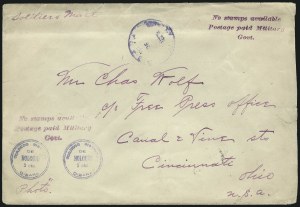 Soldiers Mail
No stamps available
Postage paid Military
Govt.
Mr Chas Wolf
c/o Free Press office
Canal & Vine sts
Cincinnati
Ohio
U.S.A.
No stamps avail
Postage paid Military
Govt.
Photo.